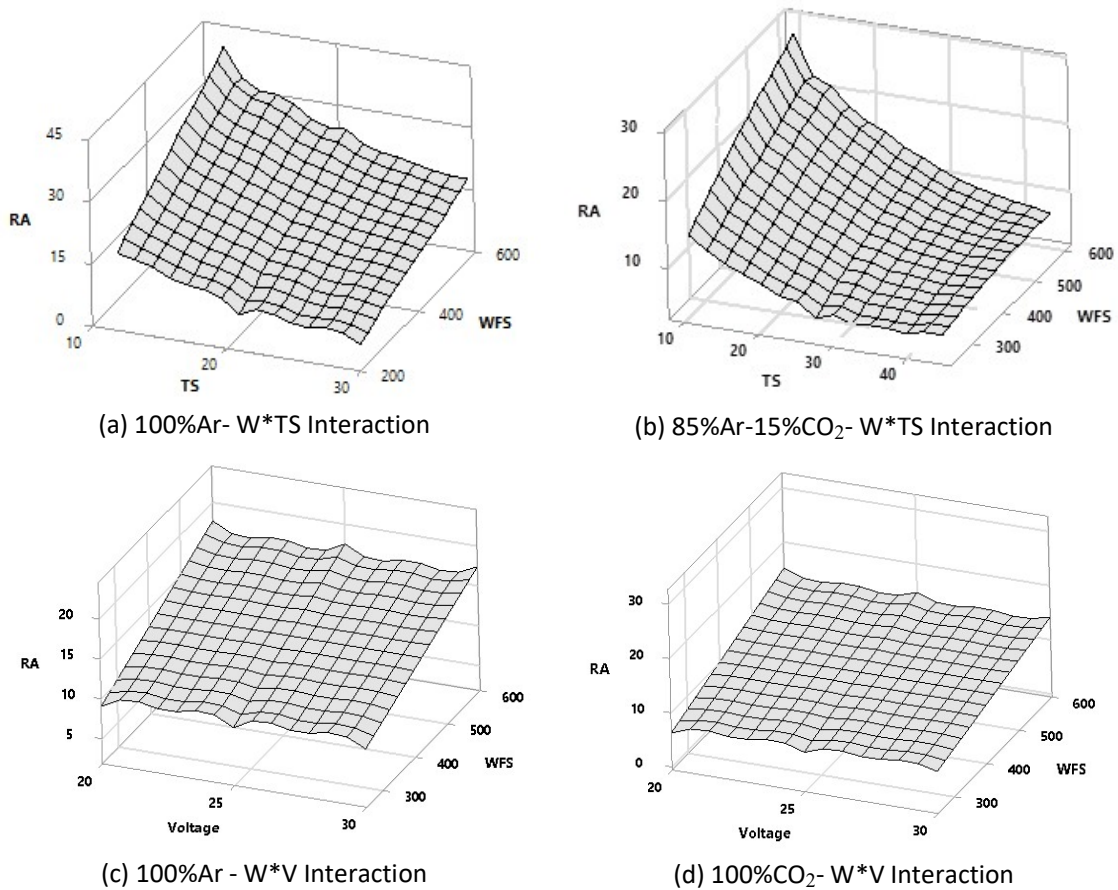 45
30
RA
15
0
10
20
TS
30
200
400
WFS
600
(a) 100%Ar- W*TS Interaction
30
20
RA
10
10
20
30
TS
40
300
400
WFS
500
600
(b) 85%Ar-15%CO₂- W*TS Interaction
20
15
RA
10
5
20
25
Voltage
30
300
400
WFS
500
600
(c) 100%Ar - W*V Interaction
30
20
RA
10
0
20
25
Voltage
30
300
400
WFS
500
600
(d) 100%CO₂- W*V Interaction